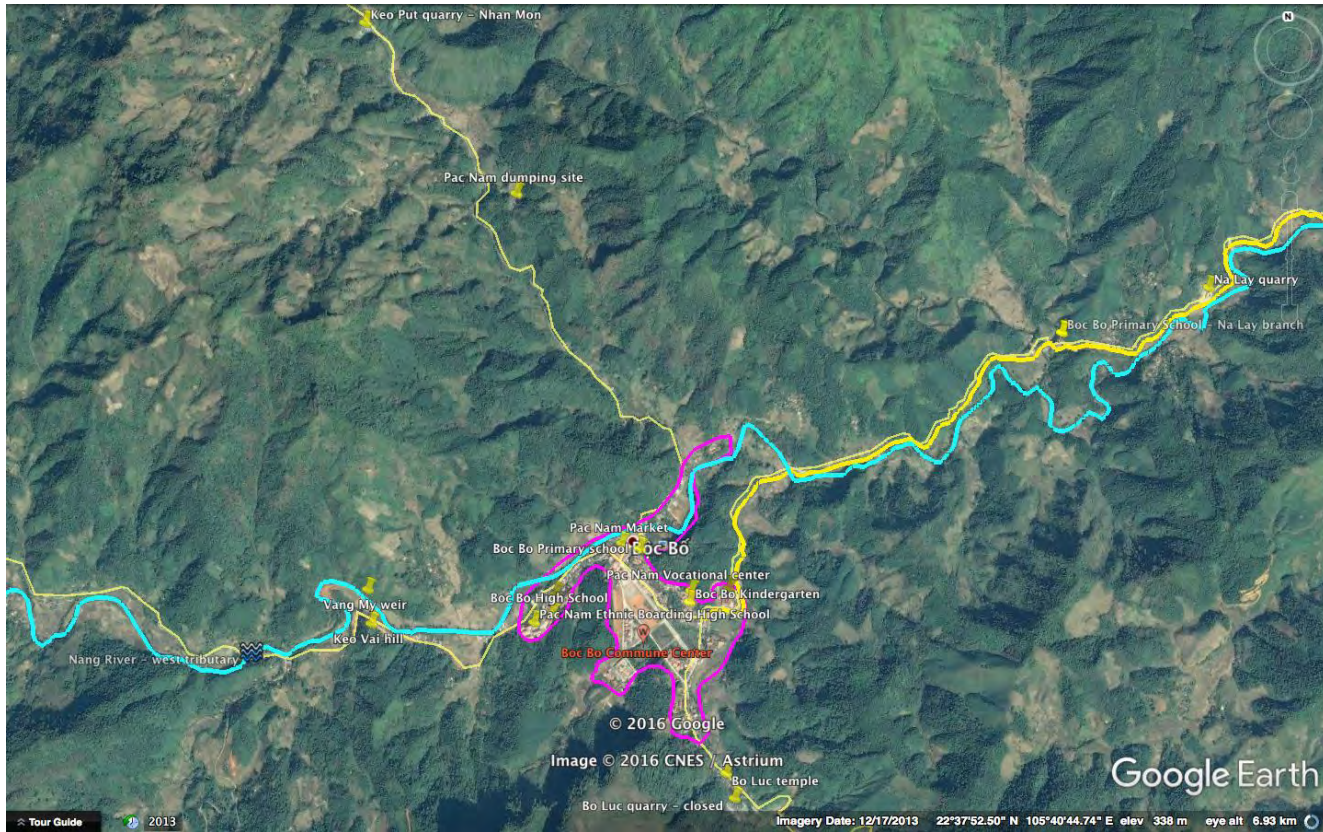 Keo Put quarry - Nhan Mon
N
Pac Nam dumping site
Na Lay quarry
Boc Bo Primary School - Na Lay branch
Pac Nam Market
Boc Bo Primary school
Bộc Bố
Pac Nam Vocational center
Boc Bo High School
Boc Bo Kindergarten
Vang My weir
Pac Nam Ethnic Boarding High School
Keo Vai hill
Boc Bo Commune Center
Nang River - west tributary
© 2016 Google
Image © 2016 CNES / Astrium
Bo Luc temple
Google Earth
Bo Luc quarry - closed
Tour Guide
2013
Imagery Date: 12/17/2013 22°37'52.50" N 105°40'44.74" E elev 338 m eye alt 6.93 km